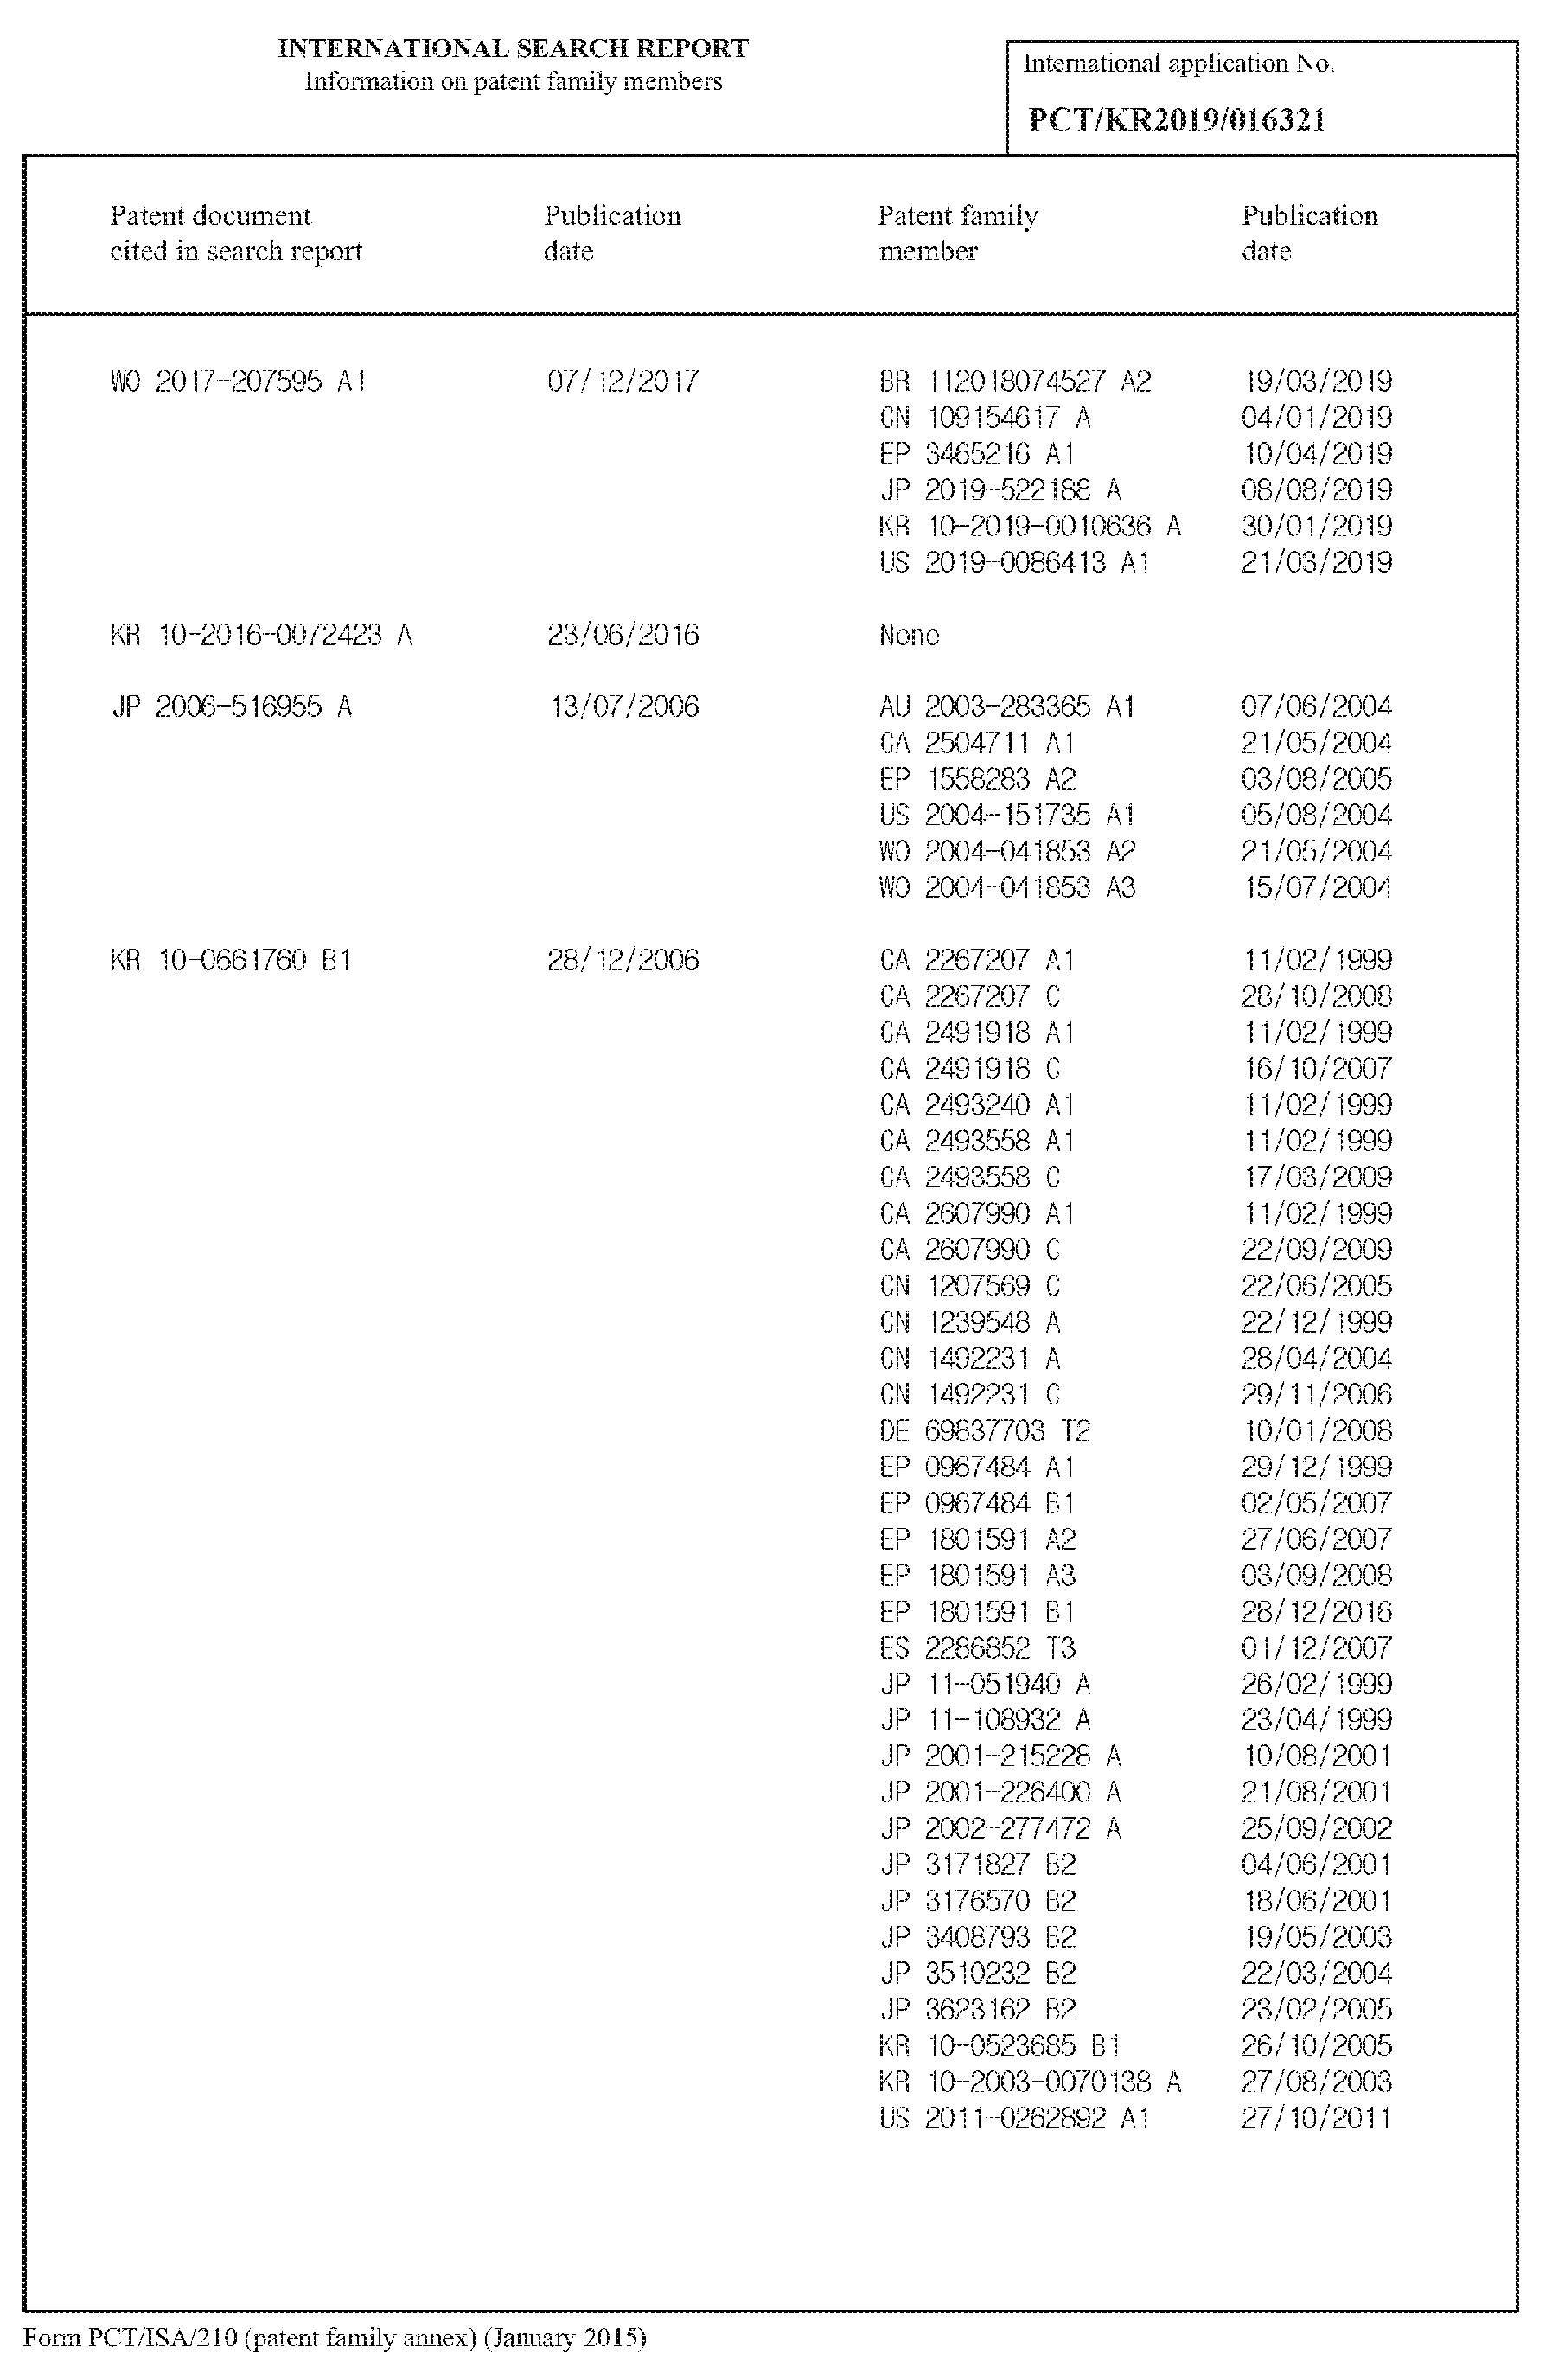 INTERNATIONAL SEARCH REPORT
Information on patent family members
International application No.
PCT/KR2019/016321
Patent document cited in search report
Publication date
Patent family member
Publication date
WO 2017-207595 A1 07/12/2017 BR 112018074527 A2 19/03/2019
CN 109154617 A 04/01/2019
EP 3465216 A1 10/04/2019
JP 2019-522188 A 08/08/2019
KR 10-2019-0010636 A 30/01/2019
US 2019-0086413 A1 21/03/2019
KR 10-2016-0072423 A 23/06/2016 None
JP 2006-516955 A 13/07/2006 AU 2003-283365 A1 07/06/2004
CA 2504711 A1 21/05/2004
EP 1558283 A2 03/08/2005
US 2004-151735 A1 05/08/2004
WO 2004-041853 A2 21/05/2004
WO 2004-041853 A3 15/07/2004
KR 10-0661760 B1 28/12/2006 CA 2267207 A1 11/02/1999
CA 2267207 C 28/10/2008
CA 2491918 A1 11/02/1999
CA 2491918 C 16/10/2007
CA 2493240 A1 11/02/1999
CA 2493558 A1 11/02/1999
CA 2493558 C 17/03/2009
CA 2607990 A1 11/02/1999
CA 2607990 C 22/09/2009
CN 1207569 C 22/06/2005
CN 1239548 A 22/12/1999
CN 1492231 A 28/04/2004
CN 1492231 C 29/11/2006
DE 69837703 T2 10/01/2008
EP 0967484 A1 29/12/1999
EP 0967484 B1 02/05/2007
EP 1801591 A2 27/06/2007
EP 1801591 A3 03/09/2008
EP 1801591 B1 28/12/2016
ES 2286852 T3 01/12/2007
JP 11-051940 A 26/02/1999
JP 11-108932 A 23/04/1999
JP 2001-215228 A 10/08/2001
JP 2001-226400 A 21/08/2001
JP 2002-277472 A 25/09/2002
JP 3171827 B2 04/06/2001
JP 3176570 B2 18/06/2001
JP 3408793 B2 19/05/2003
JP 3510232 B2 22/03/2004
JP 3623162 B2 23/02/2005
KR 10-0523685 B1 26/10/2005
KR 10-2003-0070138 A 27/08/2003
US 2011-0262892 A1 27/10/2011
Form PCT/ISA/210 (patent family annex) (January 2015)